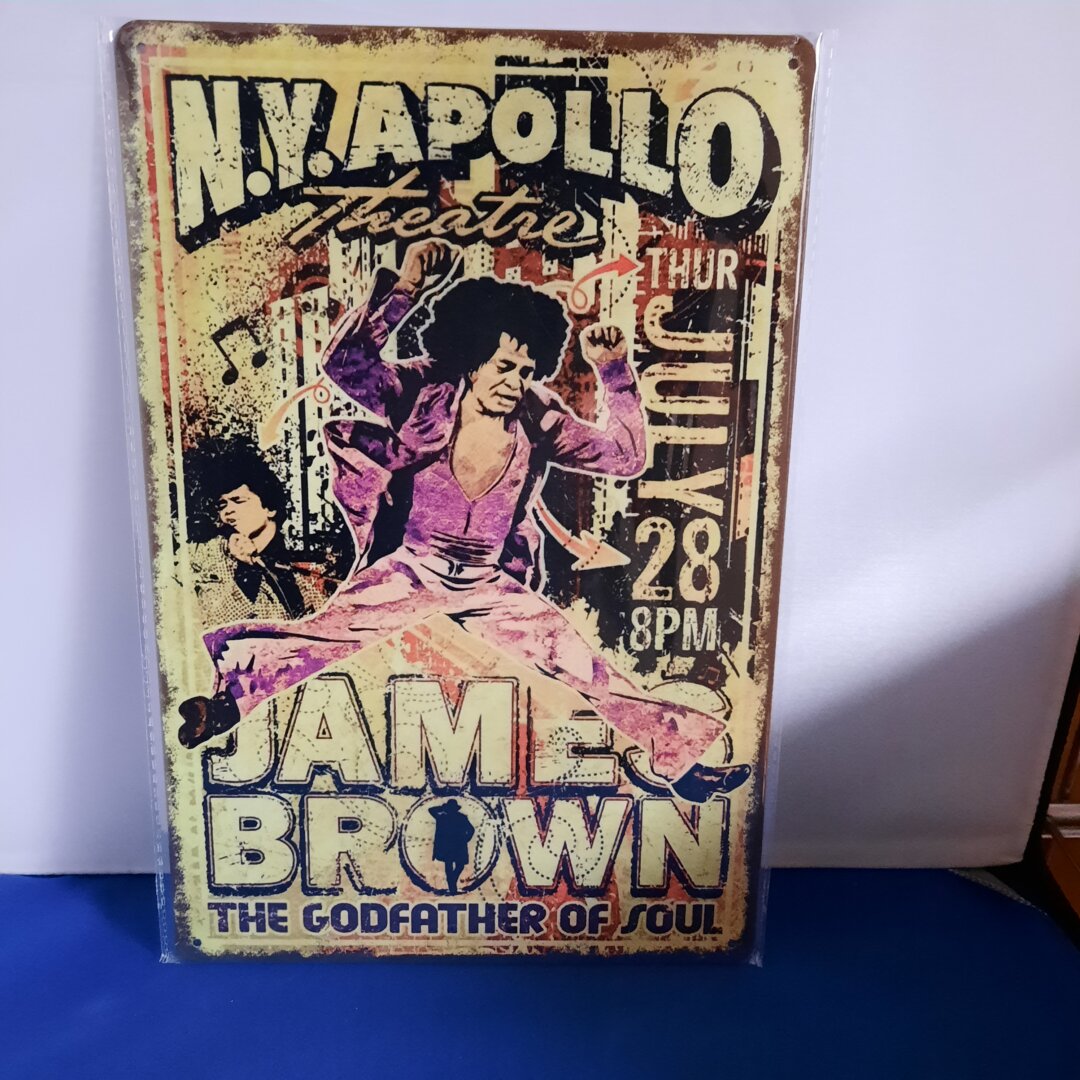 N.Y. APOLLO
Theatre
THUR
JULY
28
8PM
JAMES
BROWN
THE GODFATHER OF SOUL